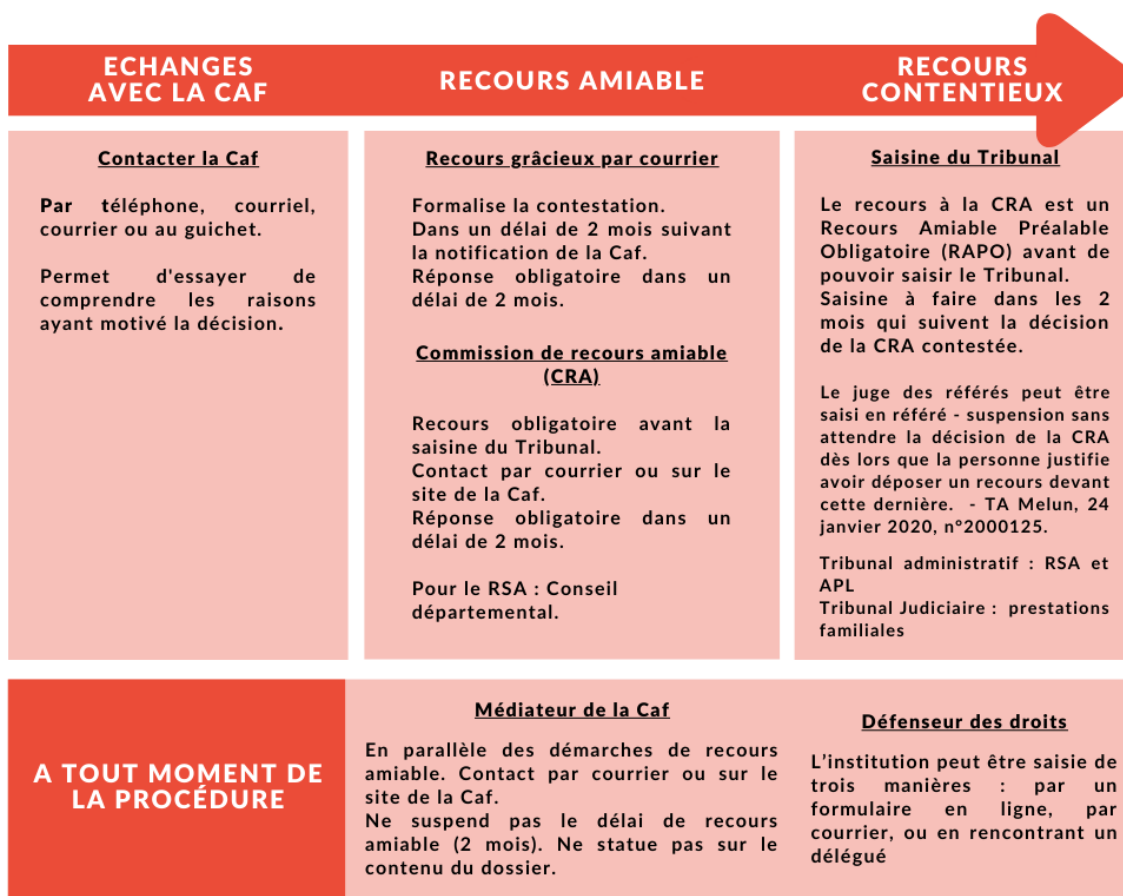 ECHANGES
AVEC LA CAF
RECOURS AMIABLE
RECOURS
CONTENTIEUX
Contacter la Caf
Par téléphone, courriel,
courrier ou au guichet.
Permet d'essayer de
comprendre les raisons
ayant motivé la décision.
Recours grâcieux par courrier
Formalise la contestation.
Dans un délai de 2 mois suivant
la notification de la Caf.
Réponse obligatoire dans un
délai de 2 mois.
Commission de recours amiable
(CRA)
Recours obligatoire avant la
saisine du Tribunal.
Contact par courrier ou sur le
site de la Caf.
Réponse obligatoire dans un
délai de 2 mois.
Pour le RSA : Conseil
départemental.
Saisine du Tribunal
Le recours à la CRA est un
Recours Amiable Préalable
Obligatoire (RAPO) avant de
pouvoir saisir le Tribunal.
Saisine à faire dans les 2
mois qui suivent la décision
de la CRA contestée.
Le juge des référés peut être
saisi en référé - suspension sans
attendre la décision de la CRA
dès lors que la personne justifie
avoir déposer un recours devant
cette dernière. - TA Melun, 24
janvier 2020, n°2000125.
Tribunal administratif : RSA et
APL
Tribunal Judiciaire : prestations
familiales
A TOUT MOMENT DE
LA PROCÉDURE
Médiateur de la Caf
En parallèle des démarches de recours
amiable. Contact par courrier ou sur le
site de la Caf.
Ne suspend pas le délai de recours
amiable (2 mois). Ne statue pas sur le
contenu du dossier.
Défenseur des droits
L'institution peut être saisie de
trois manières : par un
formulaire en ligne, par
courrier, ou en rencontrant un
délégué